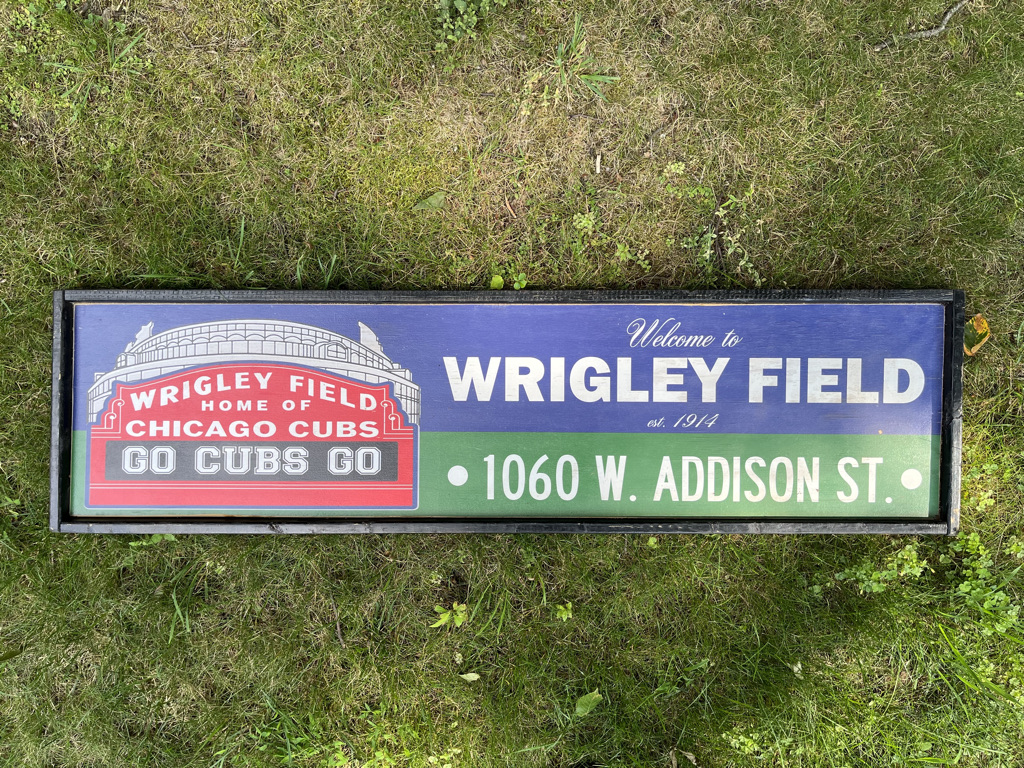 WRIGLEY FIELD
HOME OF
CHICAGO CUBS
GO CUBS GO
Welcome to
WRIGLEY FIELD
est. 1914
• 1060 W. ADDISON ST. •